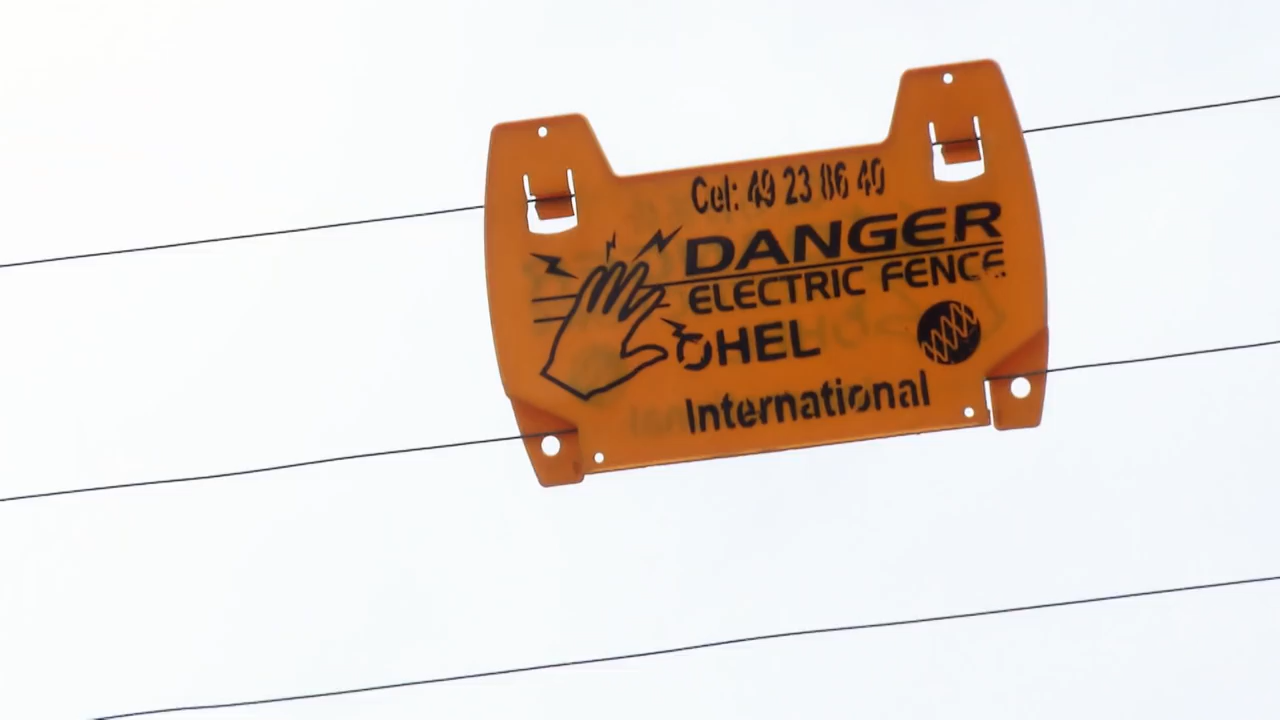 Cel: 49 23 86 40
DANGER
ELECTRIC FENCE
OHEL
International